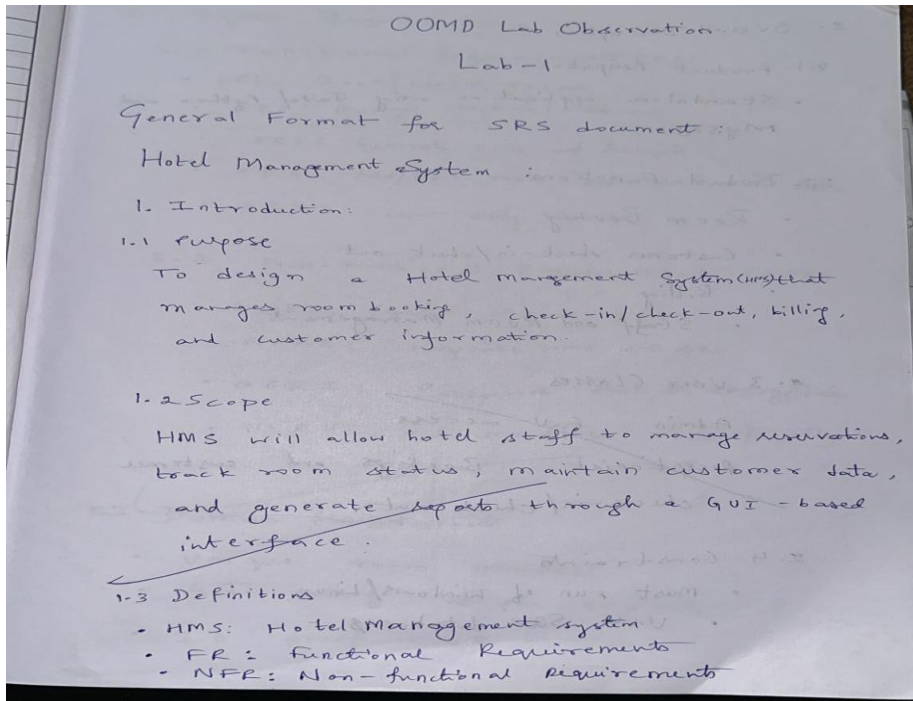 OOMD Lab Observation
Lab-1
General Format for SRS document:
Hotel Management System :
1. Introduction:
1.1 Purpose
To design a Hotel Management System (HMS) that
manages room booking, check-in/check-out, billing,
and customer information.
1.2 Scope
HMS will allow hotel staff to manage reservations,
track room status, maintain customer data,
and generate reports through a GUI-based
interface.
1.3 Definitions
• HMS: Hotel Management system
• FR: Functional Requirements
• NFR: Non-functional Requirements